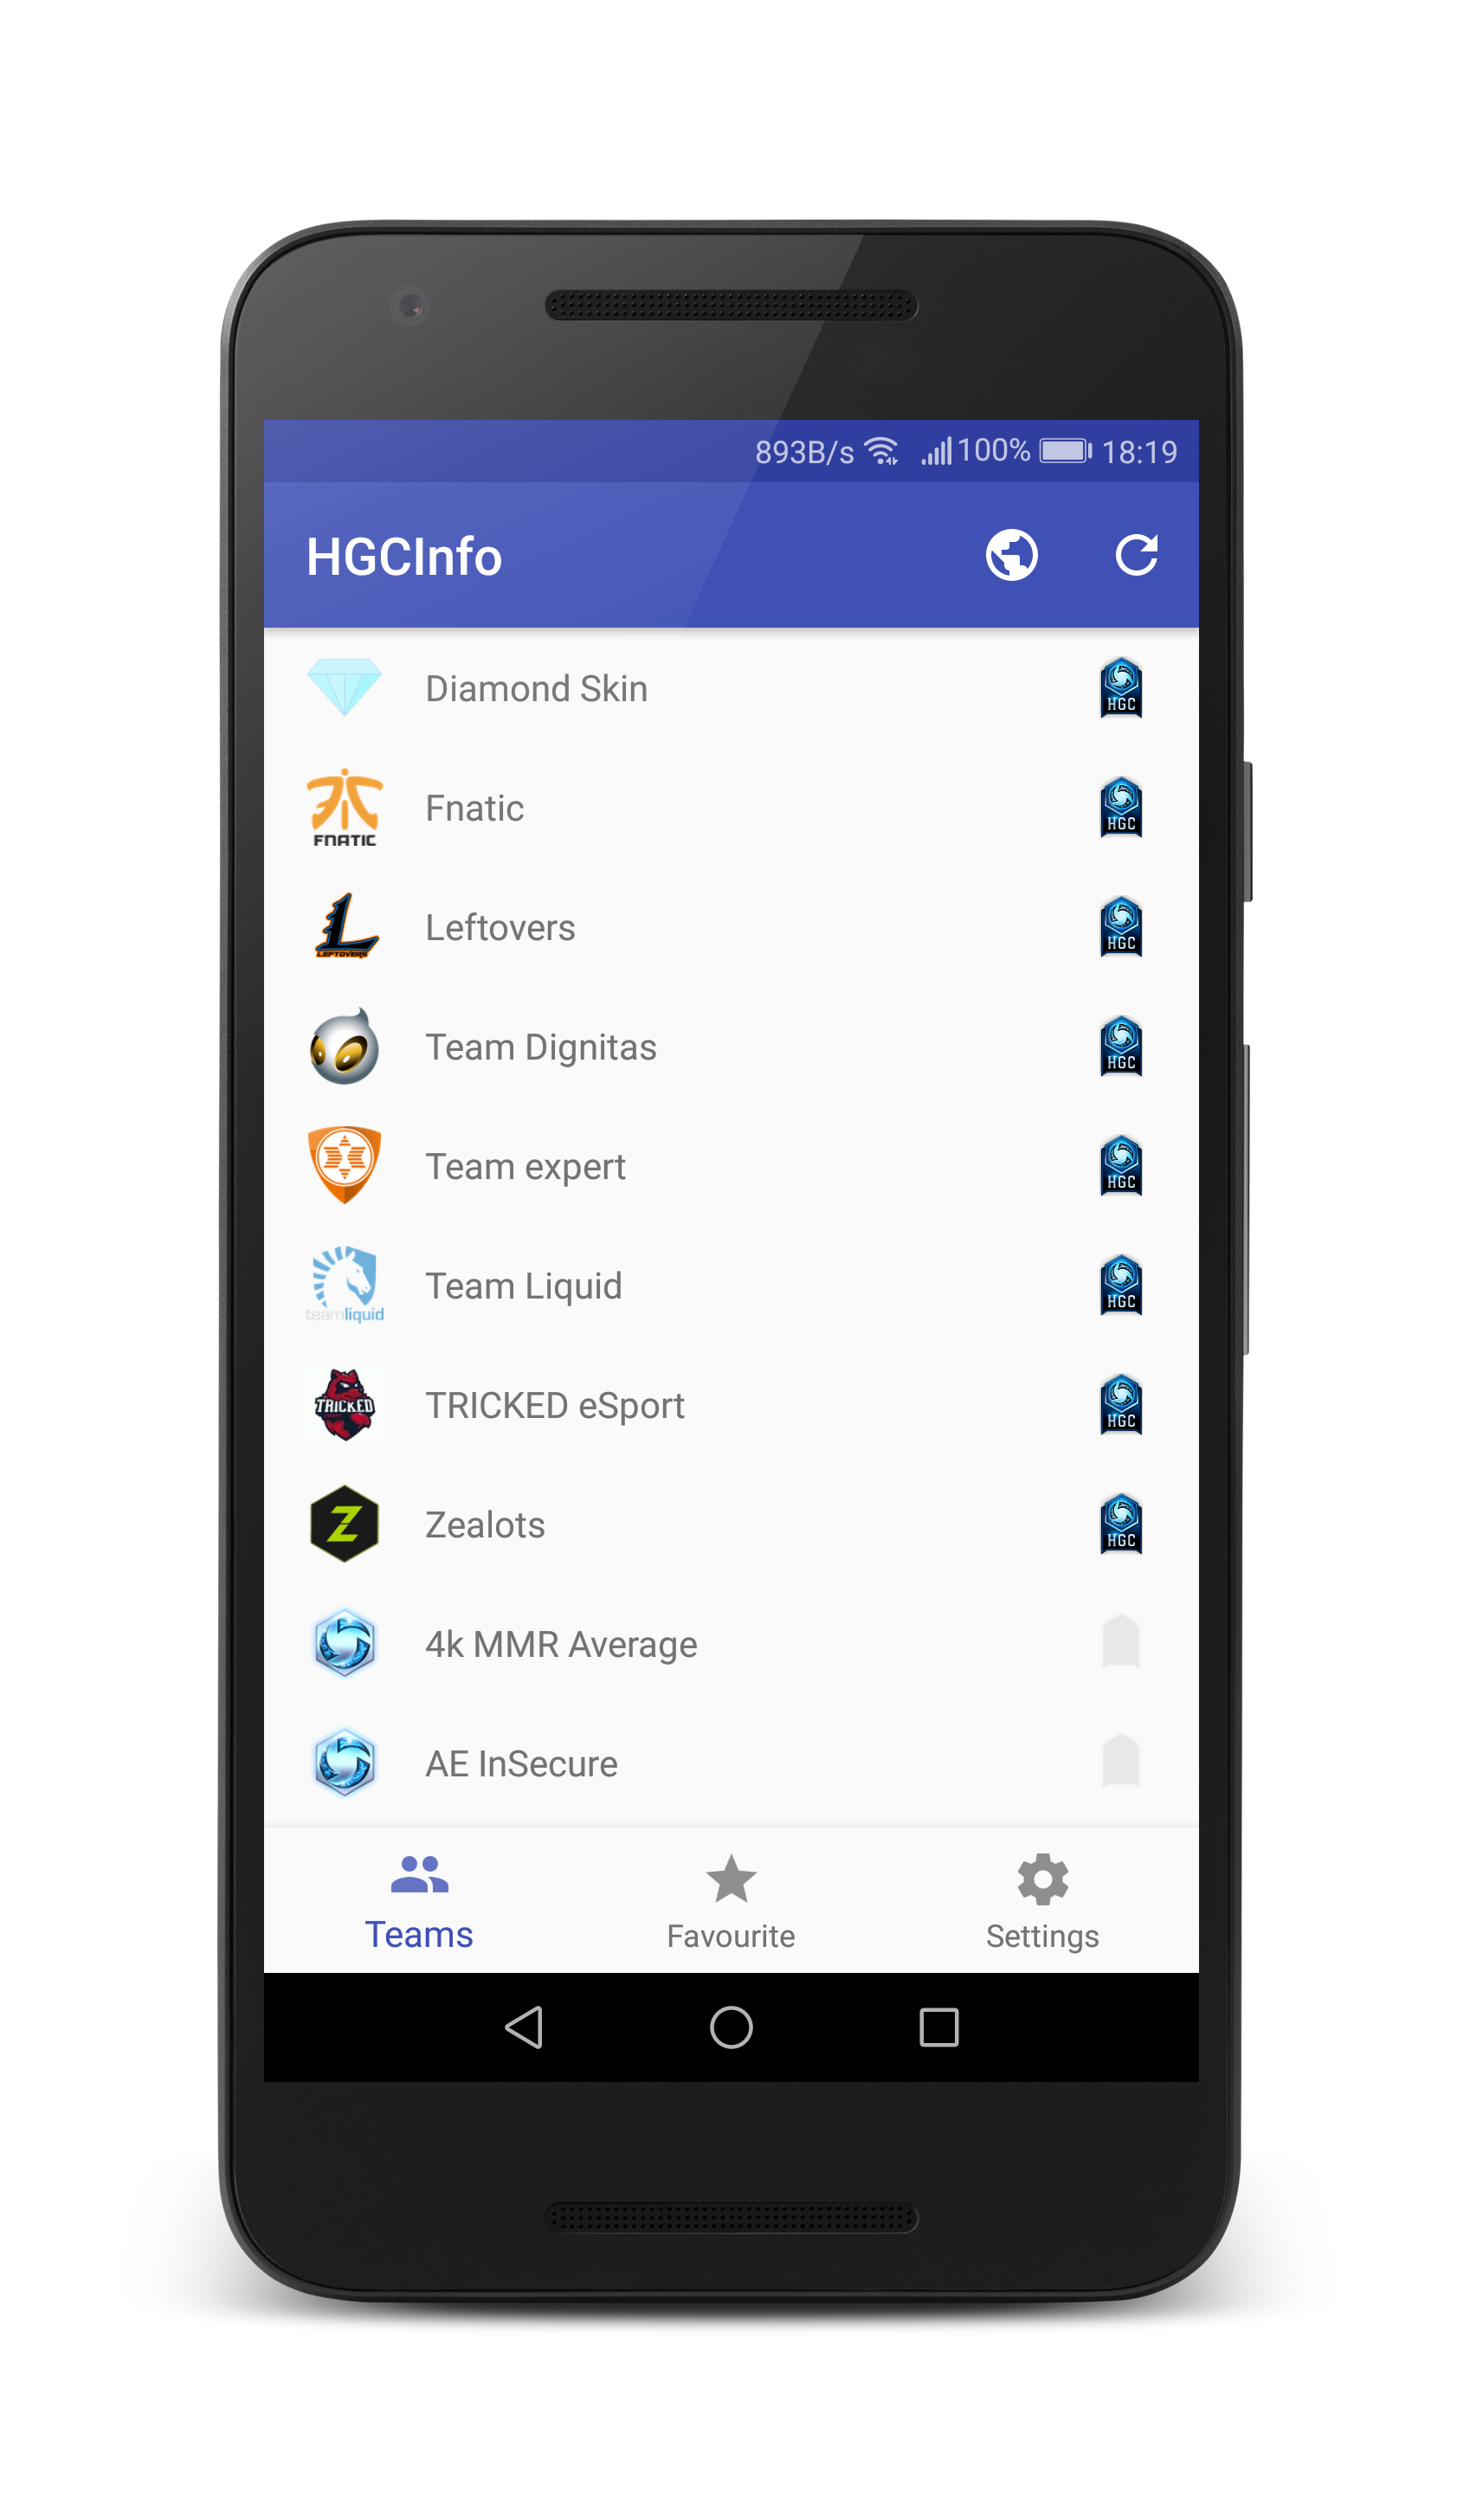 893B/s 100% 18:19
HGCInfo
Diamond Skin HGC
FNATIC Fnatic HGC
LEFTOVERS Leftovers HGC
Team Dignitas HGC
Team expert HGC
teamliquid Team Liquid HGC
TRICKED TRICKED eSport HGC
Z Zealots HGC
4k MMR Average
AE InSecure
Teams Favourite Settings